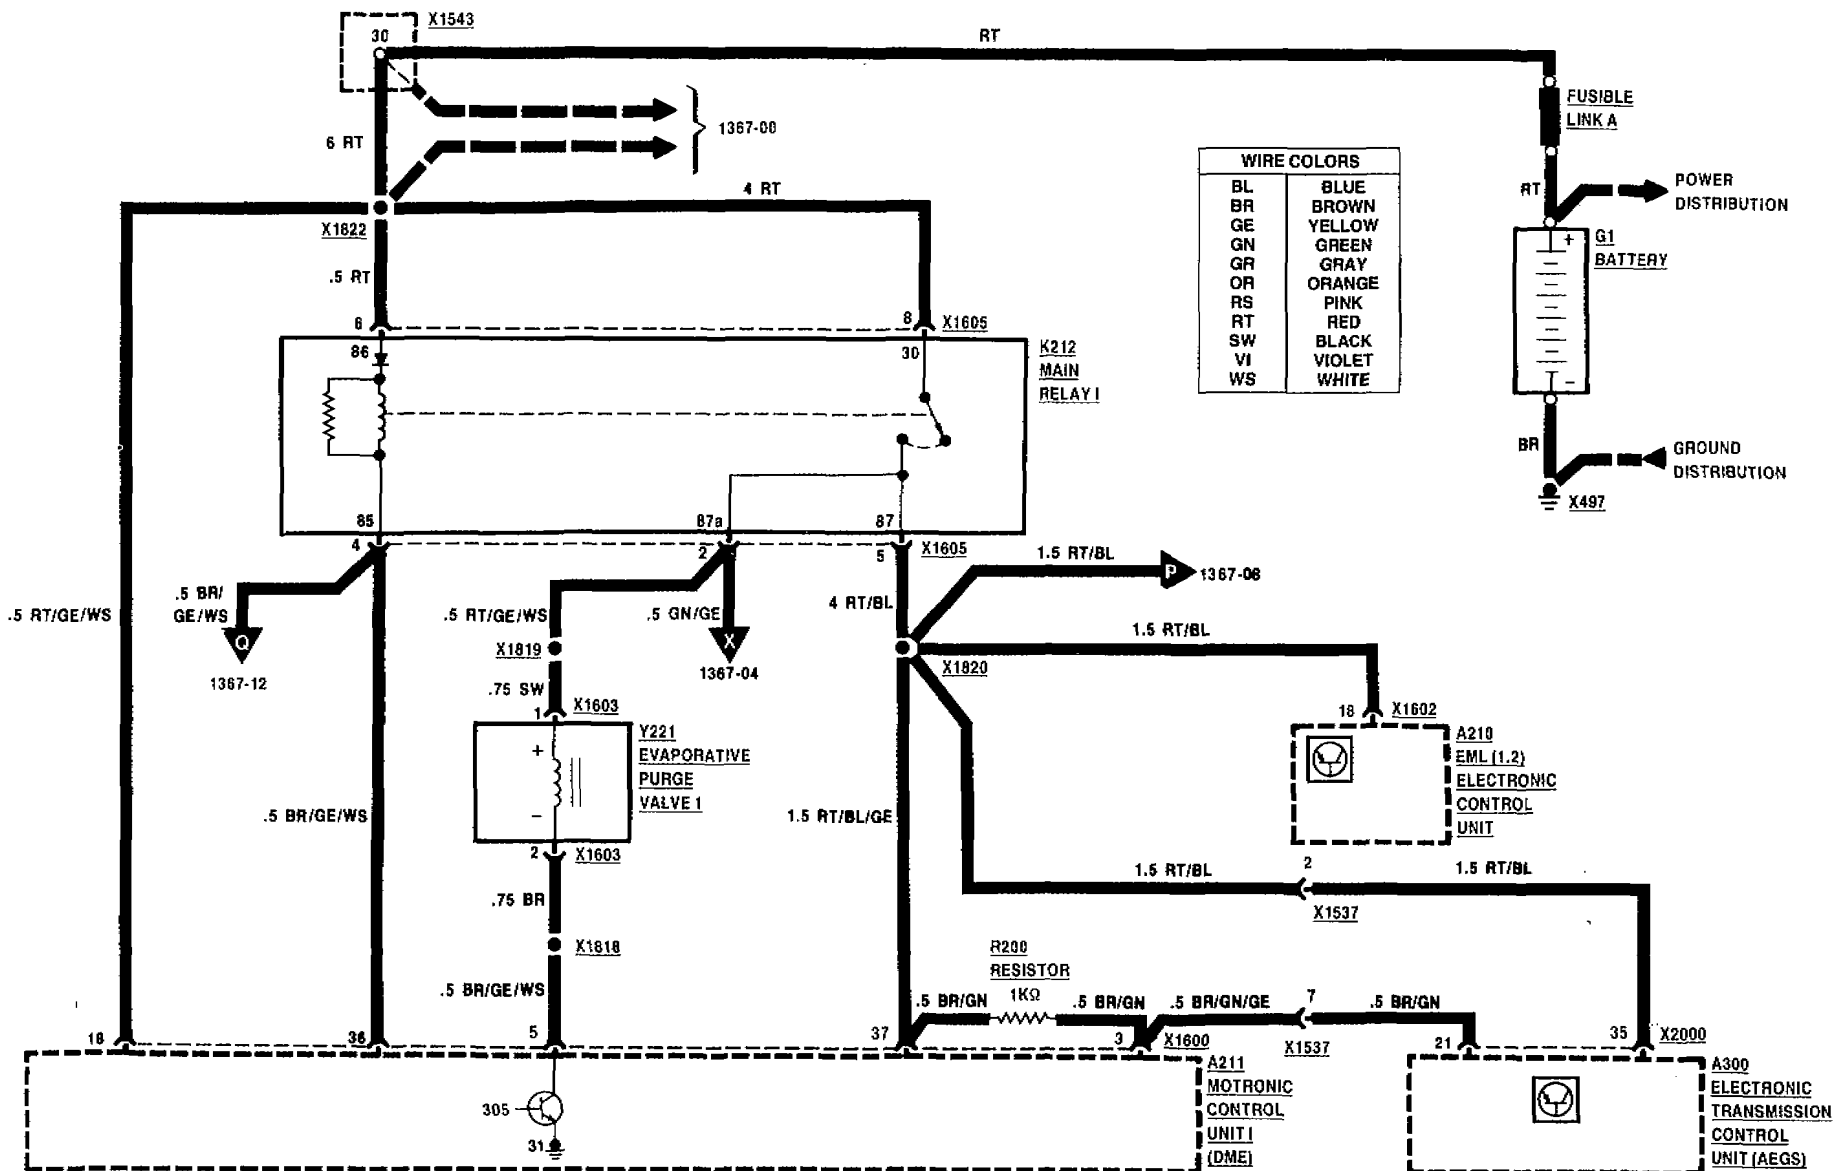 X1543
30
RT
FUSIBLE
LINK A
6 RT
1367-00
WIRE COLORS
BL BLUE
BR BROWN
GE YELLOW
GN GREEN
GR GRAY
OR ORANGE
RS PINK
RT RED
SW BLACK
VI VIOLET
WS WHITE
RT
POWER
DISTRIBUTION
4 RT
X1822
.5 RT
+
G1
BATTERY
−
6
8
X1605
86
30
K212
MAIN
RELAY I
BR
GROUND
DISTRIBUTION
X497
85
87a
87
4
2
5
X1605
.5 RT/GE/WS
.5 BR/
GE/WS
Q
1367-12
.5 RT/GE/WS
.5 GN/GE
X
1367-04
4 RT/BL
1.5 RT/BL
P
1367-06
1.5 RT/BL
X1819
X1820
.75 SW
1
X1603
18
X1602
+
−
Y221
EVAPORATIVE
PURGE
VALVE 1
A210
EML (1.2)
ELECTRONIC
CONTROL
UNIT
.5 BR/GE/WS
1.5 RT/BL/GE
2
X1603
1.5 RT/BL
2
1.5 RT/BL
X1537
.75 BR
X1818
R200
RESISTOR
1KΩ
.5 BR/GE/WS
.5 BR/GN
.5 BR/GN
.5 BR/GN/GE
7
.5 BR/GN
18
36
5
37
3
X1600
X1537
21
35
X2000
305
31
A211
MOTRONIC
CONTROL
UNIT I
(DME)
A300
ELECTRONIC
TRANSMISSION
CONTROL
UNIT (AEGS)